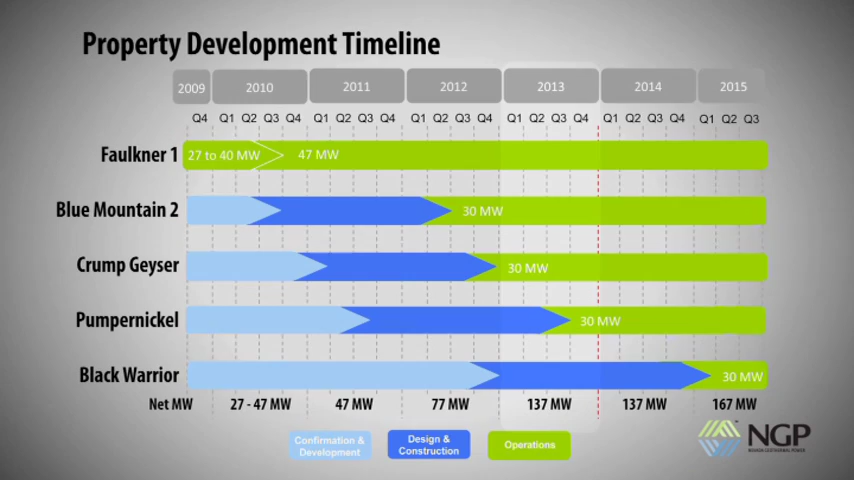 Property Development Timeline
2009 2010 2011 2012 2013 2014 2015
Q4 Q1 Q2 Q3 Q4 Q1 Q2 Q3 Q4 Q1 Q2 Q3 Q4 Q1 Q2 Q3 Q4 Q1 Q2 Q3 Q4 Q1 Q2 Q3
Faulkner 1 27 to 40 MW 47 MW
Blue Mountain 2 30 MW
Crump Geyser 30 MW
Pumpernickel 30 MW
Black Warrior 30 MW
Net MW 27 - 47 MW 47 MW 77 MW 137 MW 137 MW 167 MW
Confirmation &
Development
Design &
Construction
Operations
NGP
NEVADA GEOTHERMAL POWER